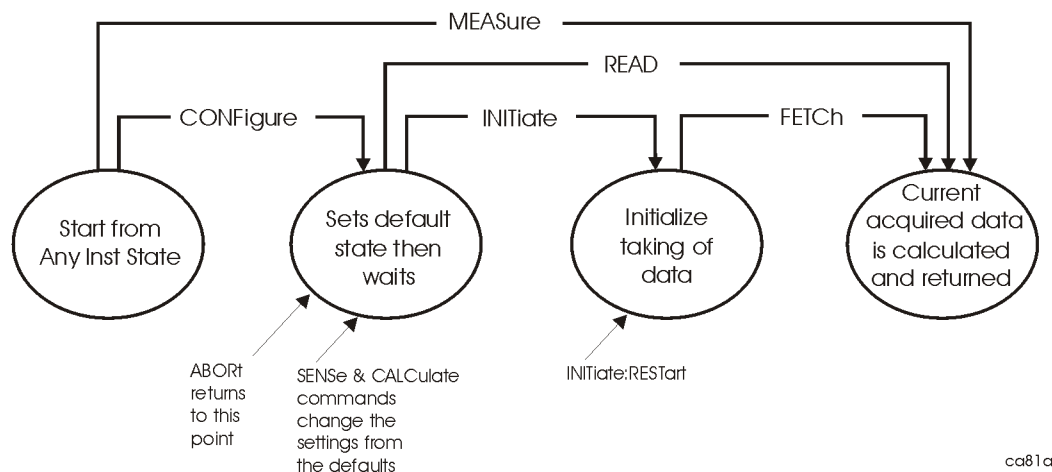 MEASure
READ
CONFigure
INITiate
FETCh
Start from
Any Inst State
Sets default
state then
waits
Initialize
taking of
data
Current
acquired data
is calculated
and returned
ABORt
returns
to this
point
SENSe & CALCulate
commands
change the
settings from
the defaults
INITiate:RESTart
ca81a